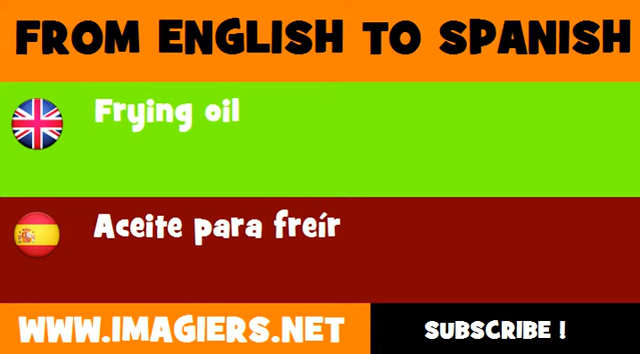 FROM ENGLISH TO SPANISH
Frying oil
Aceite para freír
WWW.IMAGIERS.NET
SUBSCRIBE !